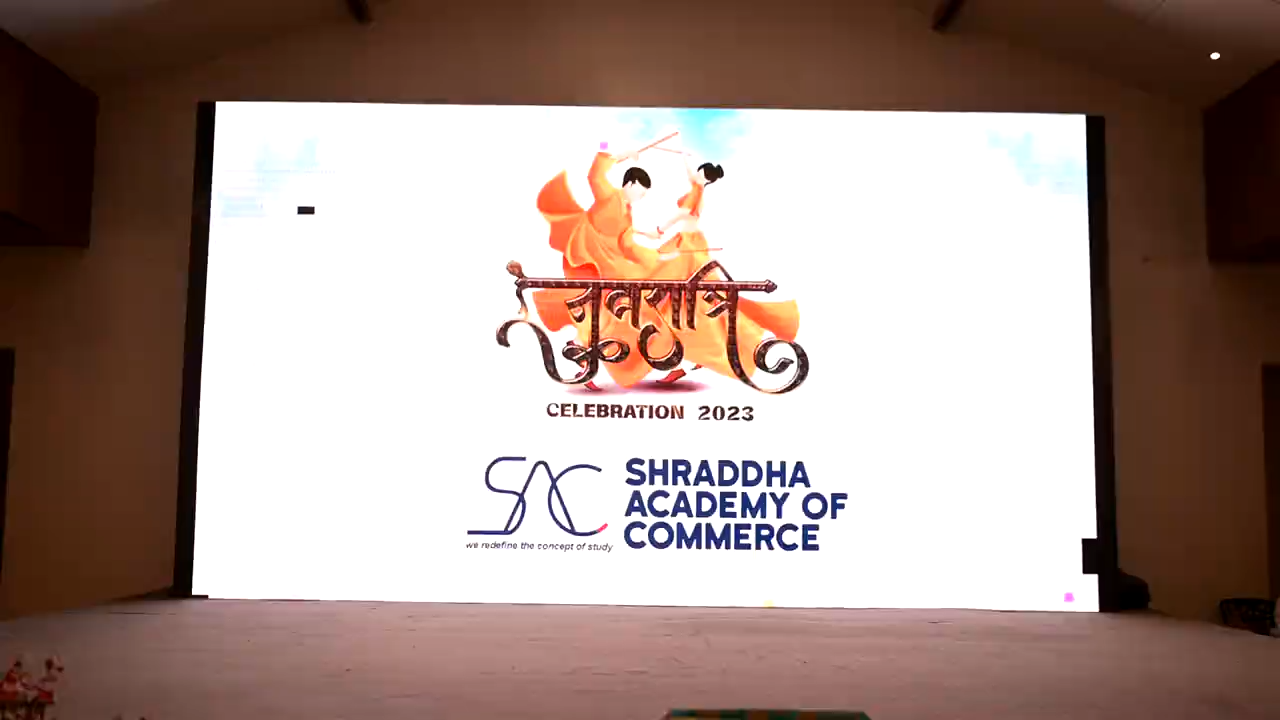 नवरात्रि
CELEBRATION 2023
SAC
we redefine the concept of study
SHRADDHA
ACADEMY OF
COMMERCE